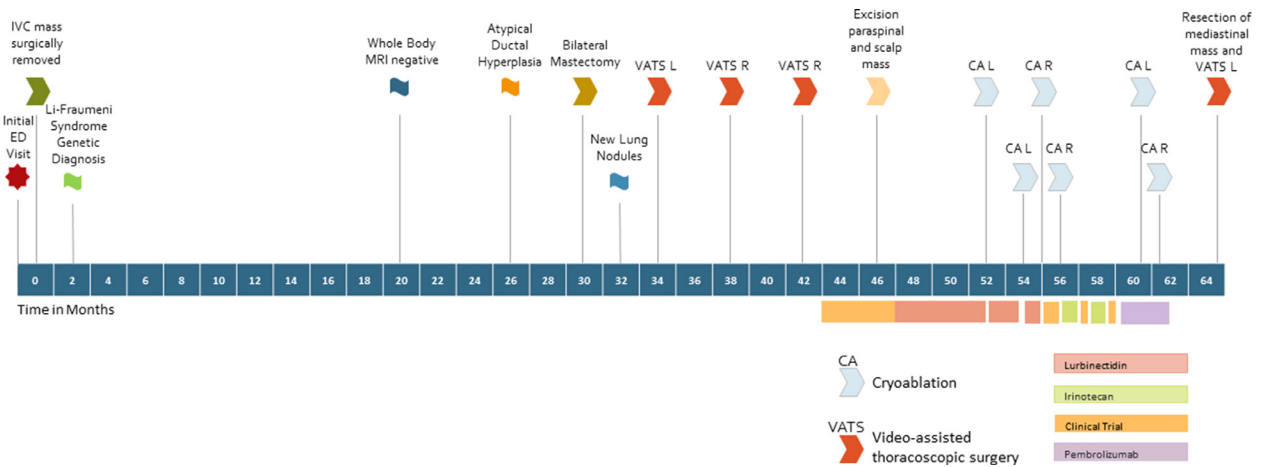 IVC mass
surgically
removed
Initial
ED
Visit
Li-Fraumeni
Syndrome
Genetic
Diagnosis
Whole Body
MRI negative
Atypical
Ductal
Hyperplasia
Bilateral
Mastectomy
New Lung
Nodules
VATS L
VATS R
VATS R
Excision
paraspinal
and scalp
mass
CA L
CA L
CA R
CA R
CA L
CA R
Resection of
mediastinal
mass and
VATS L
0 2 4 6 8 10 12 14 16 18 20 22 24 26 28 30 32 34 36 38 40 42 44 46 48 50 52 54 56 58 60 62 64
Time in Months
CA
Cryoablation
VATS
Video-assisted
thoracoscopic surgery
Lurbinectidin
Irinotecan
Clinical Trial
Pembrolizumab